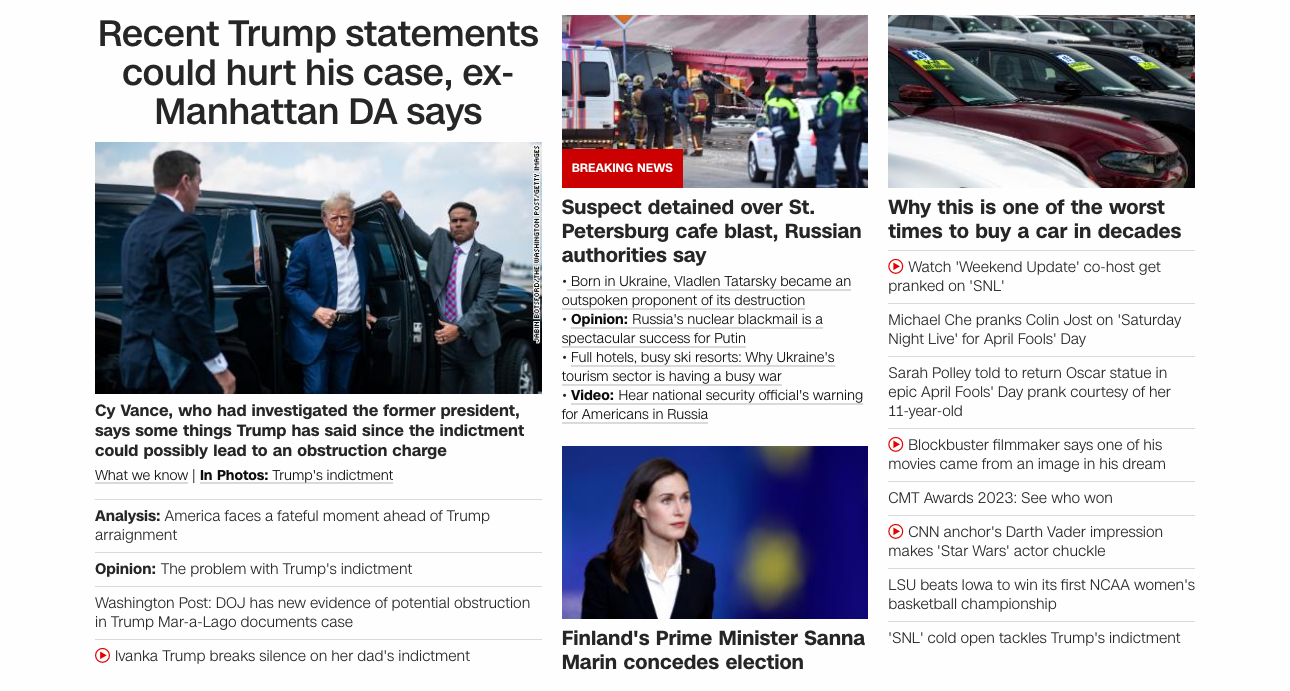 Recent Trump statements
could hurt his case, ex-
Manhattan DA says
JABIN BOTSFORD/THE WASHINGTON POST/GETTY IMAGES
Cy Vance, who had investigated the former president,
says some things Trump has said since the indictment
could possibly lead to an obstruction charge
What we know | In Photos: Trump's indictment
Analysis: America faces a fateful moment ahead of Trump
arraignment
Opinion: The problem with Trump's indictment
Washington Post: DOJ has new evidence of potential obstruction
in Trump Mar-a-Lago documents case
Ivanka Trump breaks silence on her dad's indictment
BREAKING NEWS
Suspect detained over St.
Petersburg cafe blast, Russian
authorities say
• Born in Ukraine, Vladlen Tatarsky became an
outspoken proponent of its destruction
• Opinion: Russia's nuclear blackmail is a
spectacular success for Putin
• Full hotels, busy ski resorts: Why Ukraine's
tourism sector is having a busy war
• Video: Hear national security official's warning
for Americans in Russia
Finland's Prime Minister Sanna
Marin concedes election
Why this is one of the worst
times to buy a car in decades
Watch 'Weekend Update' co-host get
pranked on 'SNL'
Michael Che pranks Colin Jost on 'Saturday
Night Live' for April Fools' Day
Sarah Polley told to return Oscar statue in
epic April Fools' Day prank courtesy of her
11-year-old
Blockbuster filmmaker says one of his
movies came from an image in his dream
CMT Awards 2023: See who won
CNN anchor's Darth Vader impression
makes 'Star Wars' actor chuckle
LSU beats Iowa to win its first NCAA women's
basketball championship
'SNL' cold open tackles Trump's indictment